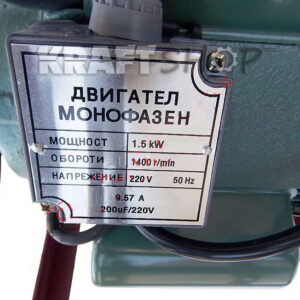 KRAFTSHOP
ДВИГАТЕЛ
МОНОФАЗЕН
МОЩНОСТ 1.5 kW
ОБОРОТИ 1400 t/min
НАПРЕЖЕНИЕ 220 V 50 Hz
9.57 A
200uF/220V